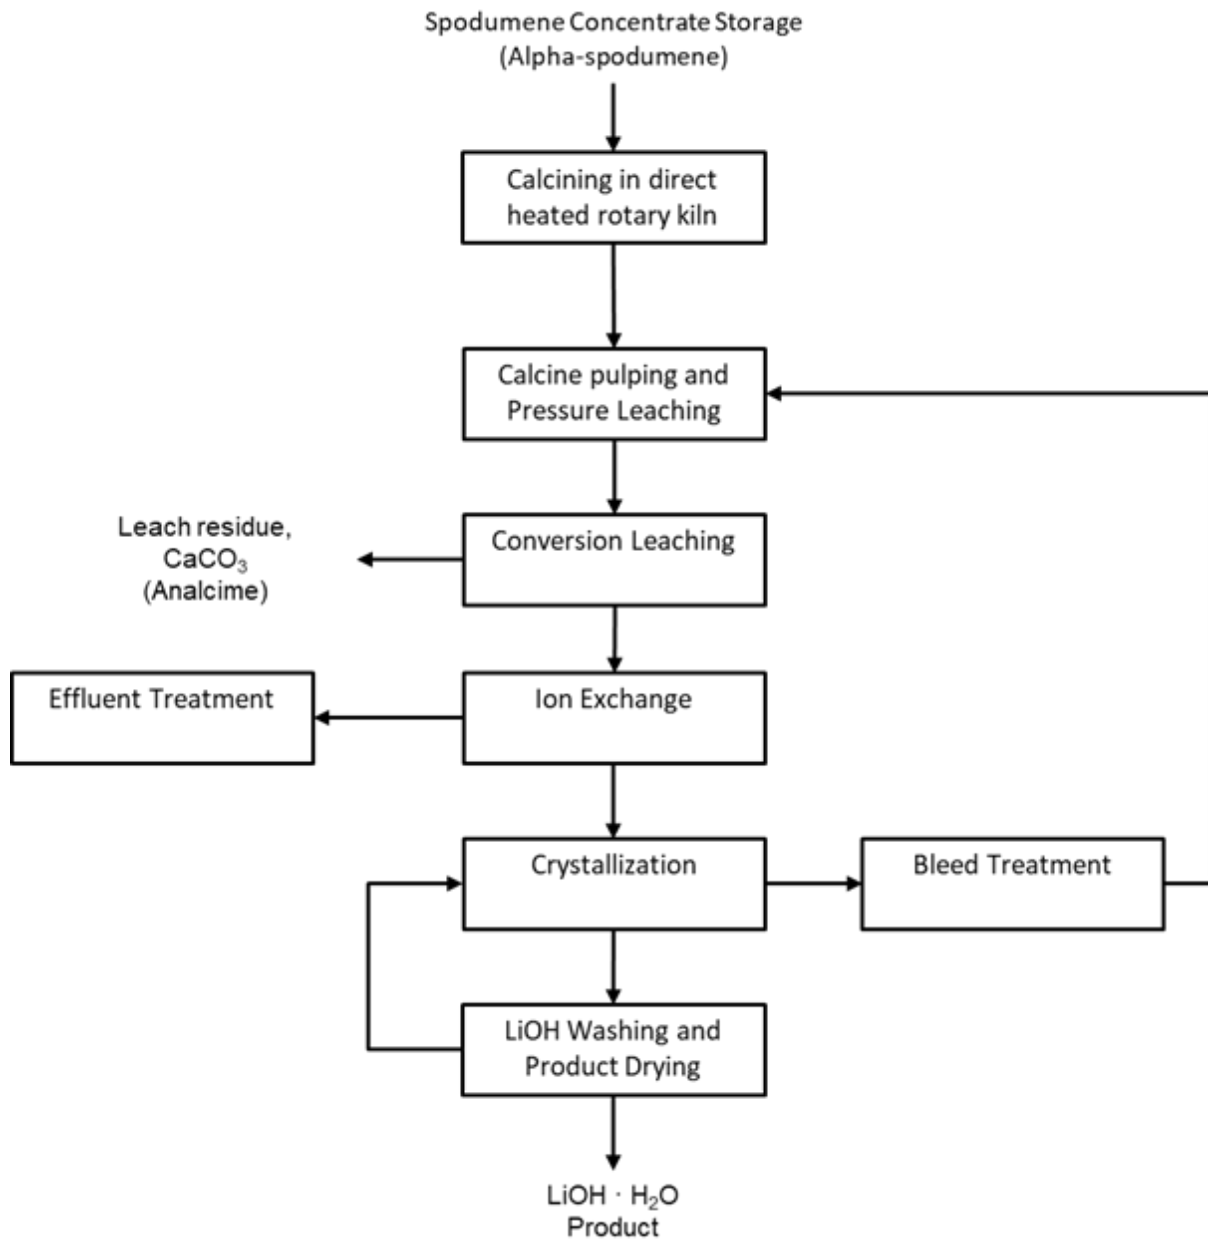 Spodumene Concentrate Storage
(Alpha-spodumene)
Calcining in direct
heated rotary kiln
Calcine pulping and
Pressure Leaching
Conversion Leaching
Leach residue,
CaCO₃
(Analcime)
Effluent Treatment
Ion Exchange
Crystallization
Bleed Treatment
LiOH Washing and
Product Drying
LiOH · H₂O
Product